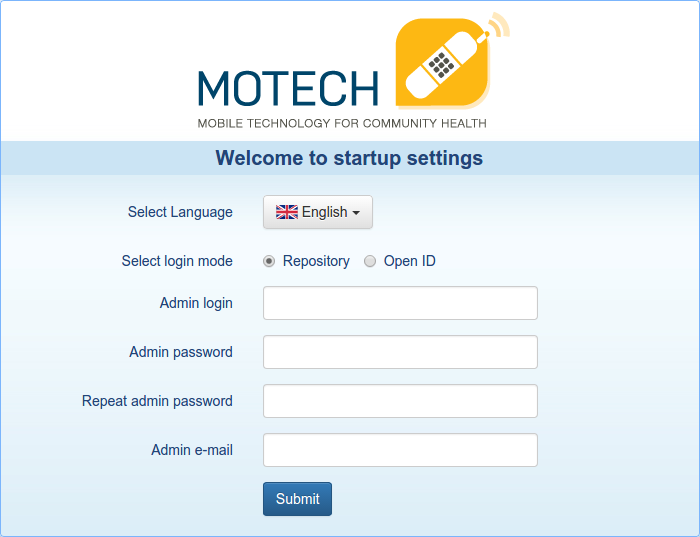 MOTECH
MOBILE TECHNOLOGY FOR COMMUNITY HEALTH
Welcome to startup settings
Select Language English
Select login mode Repository Open ID
Admin login
Admin password
Repeat admin password
Admin e-mail
Submit